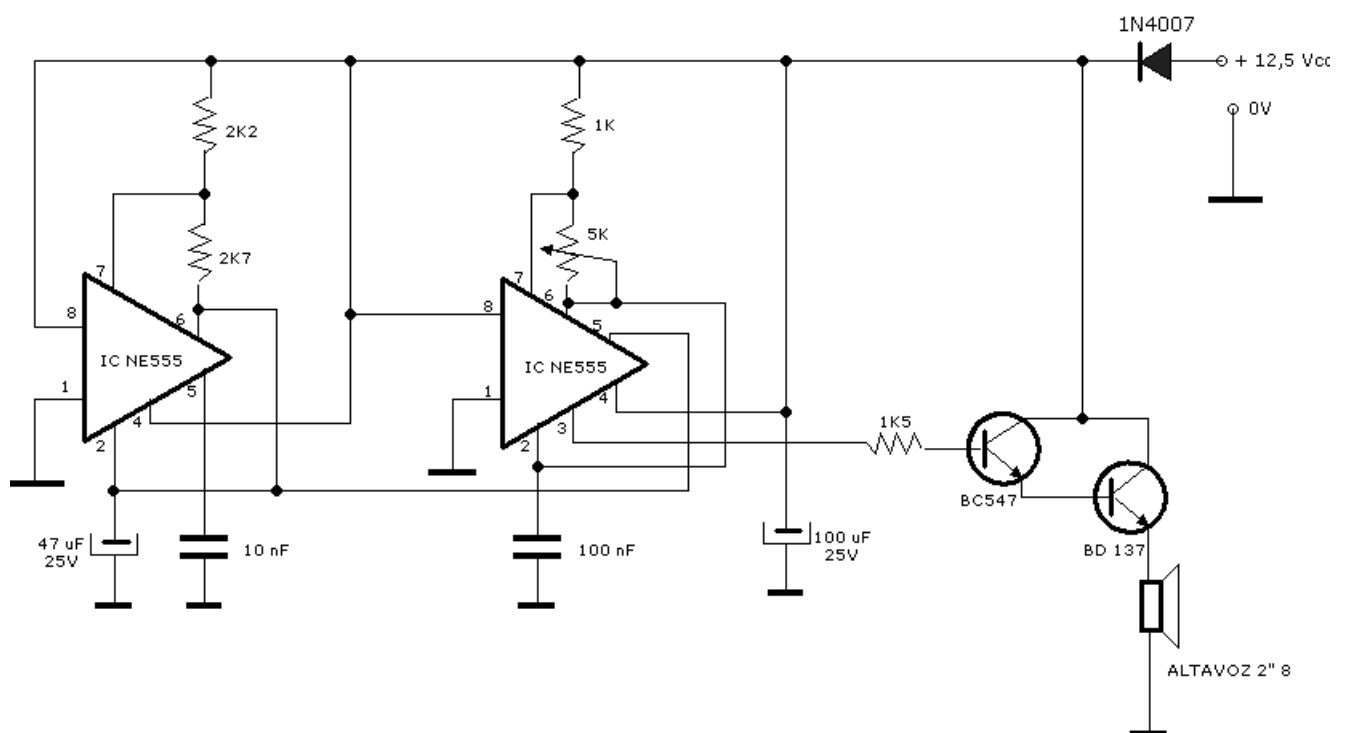 1N4007
+ 12,5 Vcc
0V
2K2
1K
2K7
5K
7
8
6
IC NE555
1
5
4
2
7
6
8
5
IC NE555
1
4
3
2
1K5
BC547
BD 137
47 uF
25V
10 nF
100 nF
100 uF
25V
ALTAVOZ 2" 8